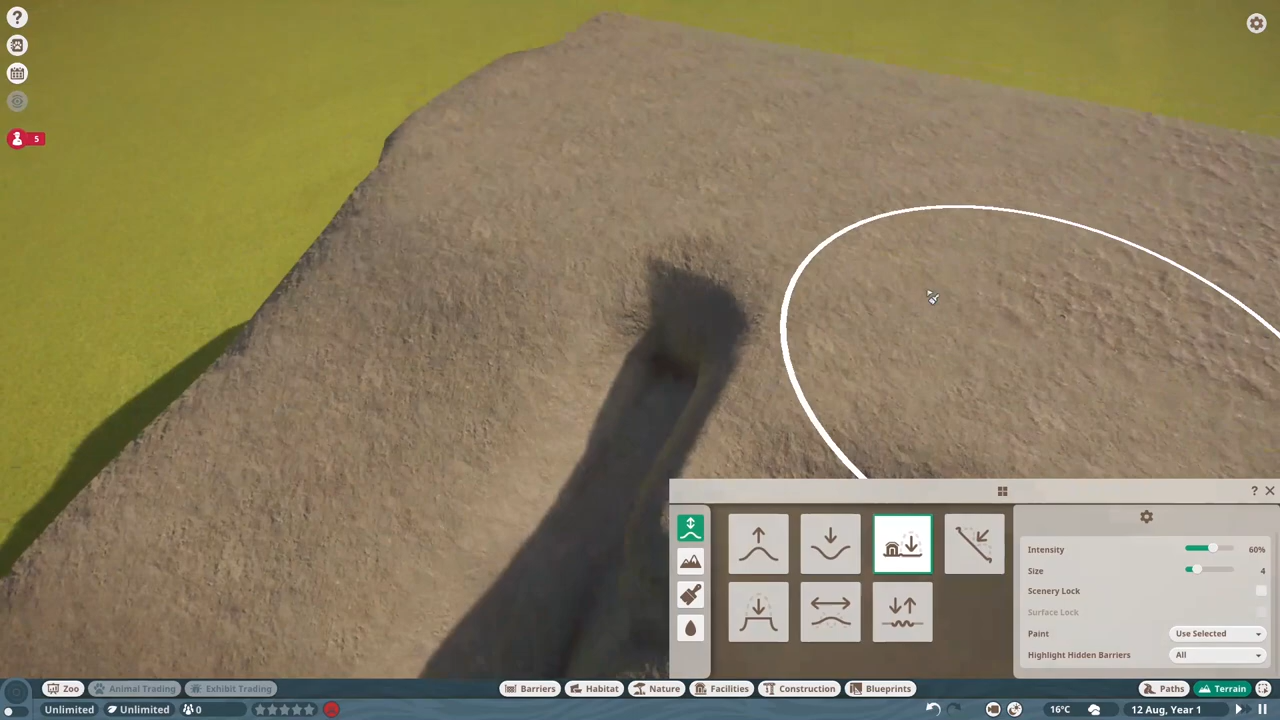 ?
5
? ×
Intensity 60%
Size 4
Scenery Lock
Surface Lock
Paint Use Selected
Highlight Hidden Barriers All
Zoo Animal Trading Exhibit Trading Barriers Habitat Nature Facilities Construction Blueprints Paths Terrain
Unlimited Unlimited 0 16°C 12 Aug, Year 1